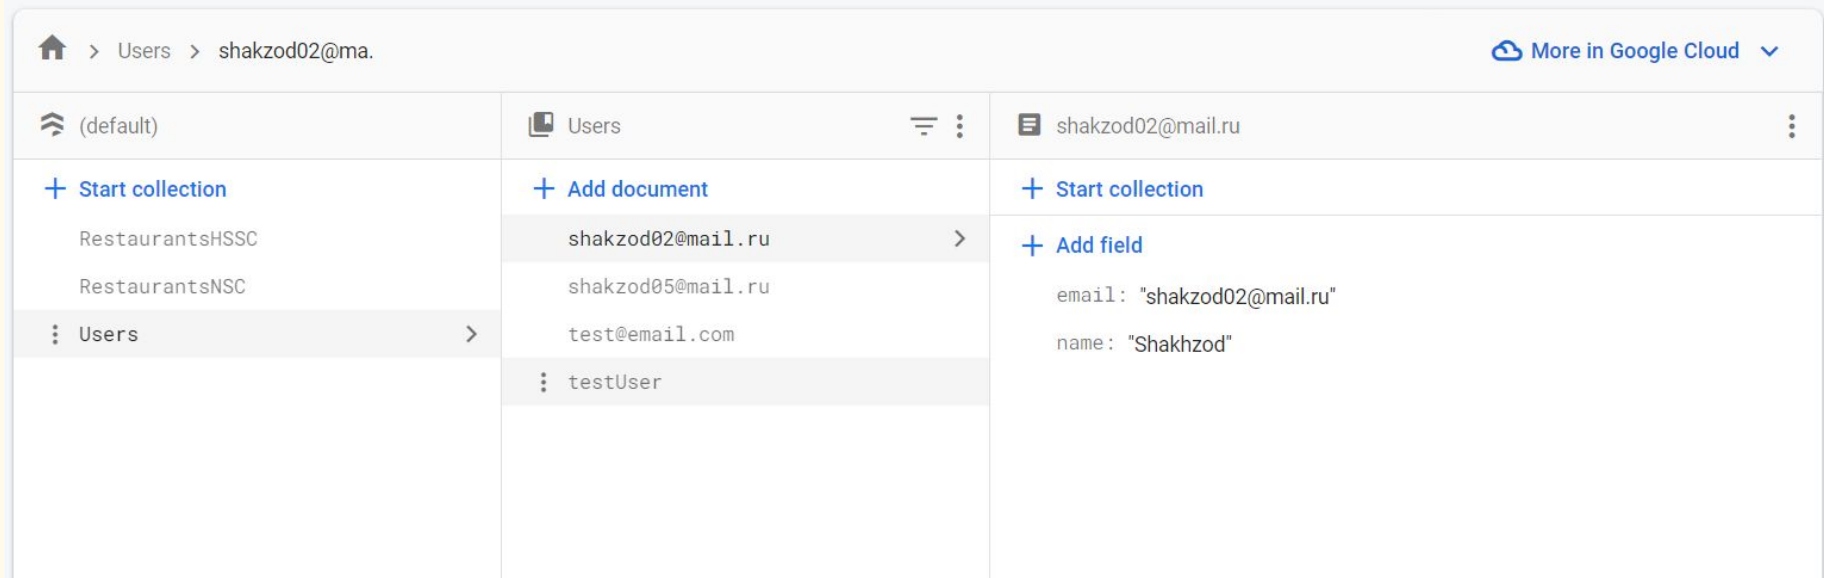 Users shakzod02@ma. More in Google Cloud
(default)
Start collection
RestaurantsHSSC
RestaurantsNSC
Users
Users
Add document
shakzod02@mail.ru
shakzod05@mail.ru
test@email.com
testUser
shakzod02@mail.ru
Start collection
Add field
email: "shakzod02@mail.ru"
name: "Shakhzod"